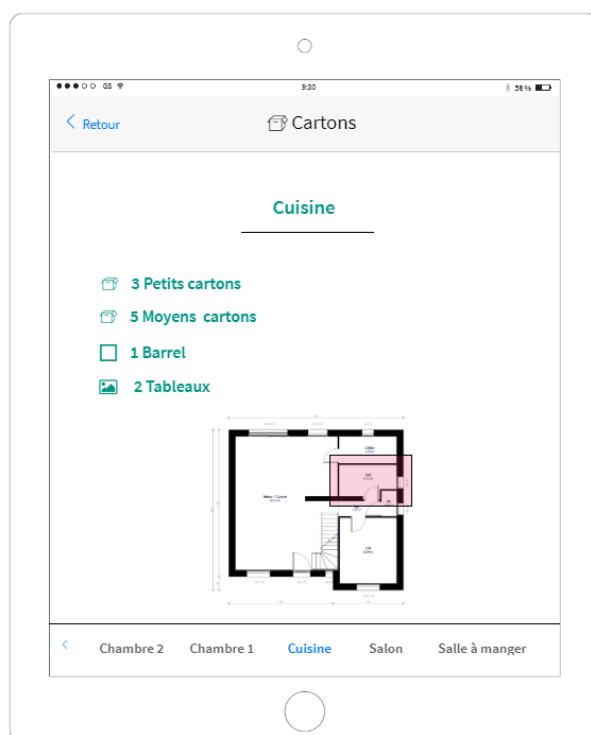 GS 9:30 58 %
Retour Cartons
Cuisine
3 Petits cartons
5 Moyens cartons
1 Barrel
2 Tableaux
Chambre 2 Chambre 1 Cuisine Salon Salle à manger